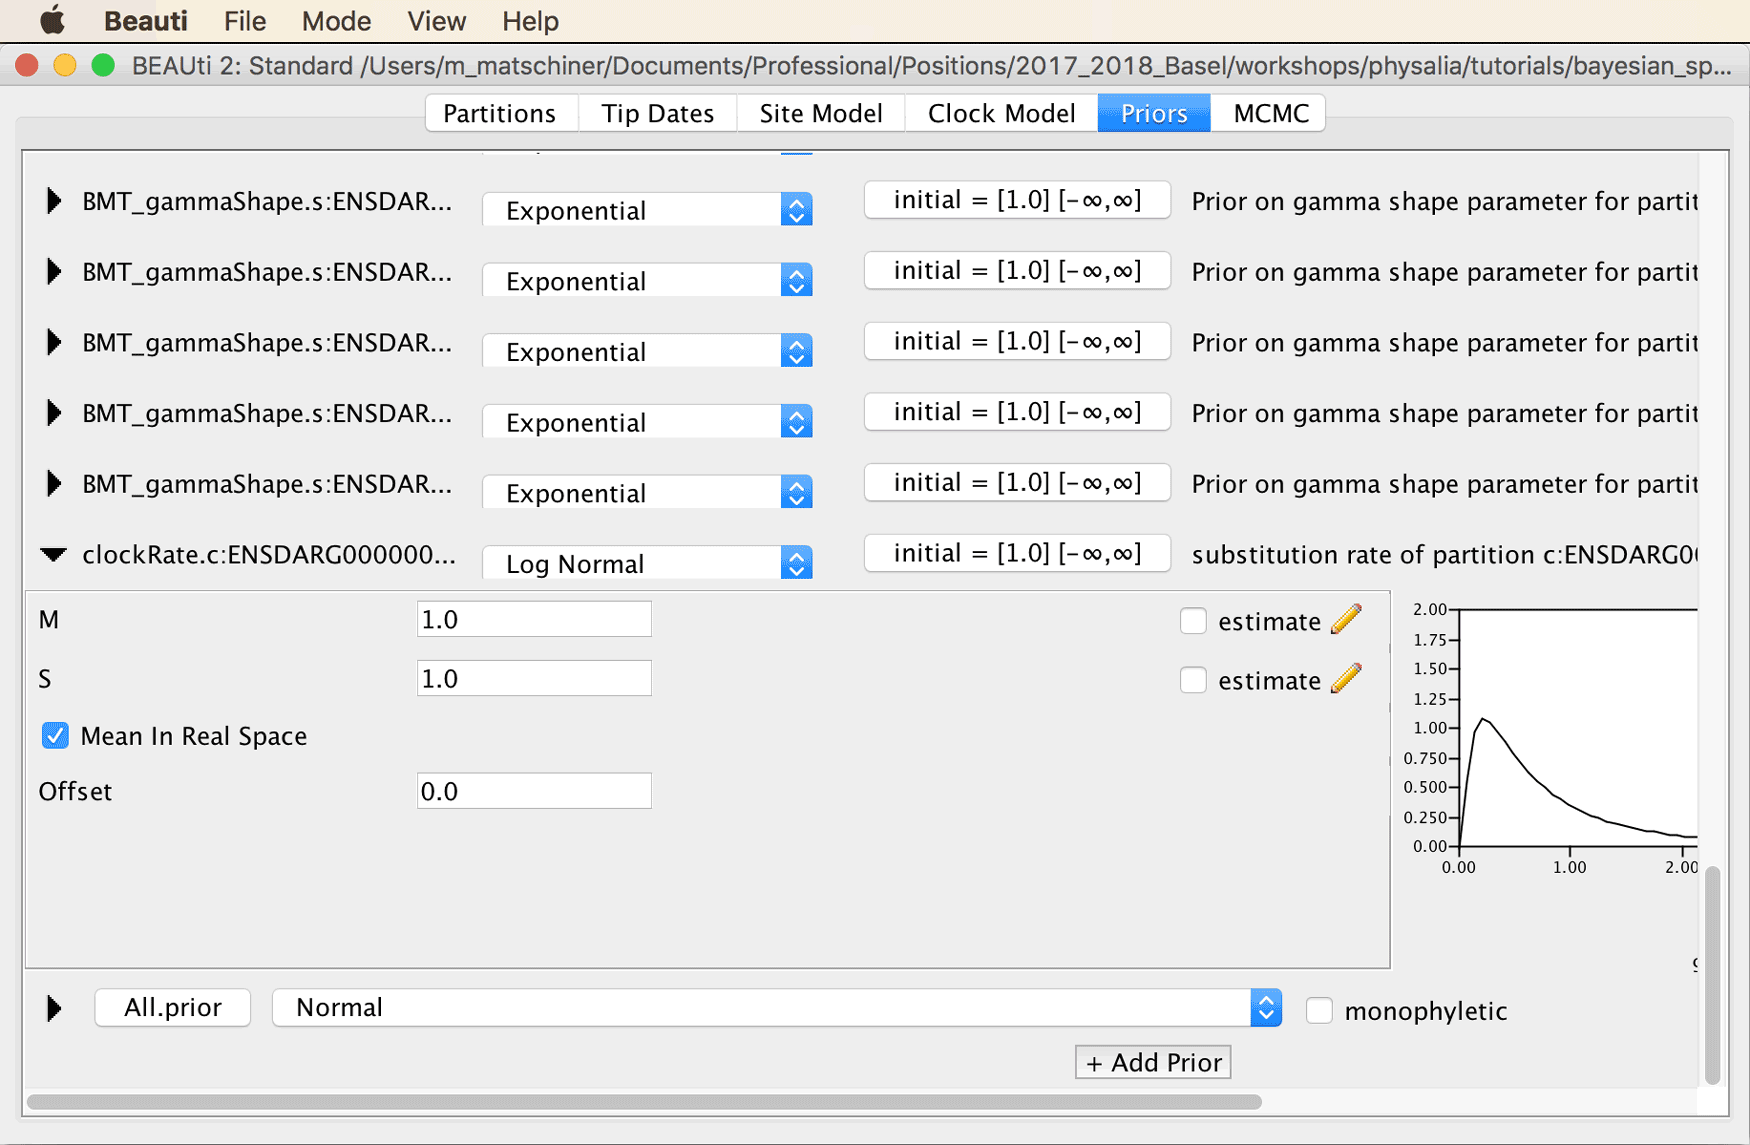 Beauti File Mode View Help
BEAUti 2: Standard /Users/m_matschiner/Documents/Professional/Positions/2017_2018_Basel/workshops/physalia/tutorials/bayesian_sp...
Partitions Tip Dates Site Model Clock Model Priors MCMC
BMT_gammaShape.s:ENSDAR... Exponential initial = [1.0] [-∞,∞] Prior on gamma shape parameter for partit
BMT_gammaShape.s:ENSDAR... Exponential initial = [1.0] [-∞,∞] Prior on gamma shape parameter for partit
BMT_gammaShape.s:ENSDAR... Exponential initial = [1.0] [-∞,∞] Prior on gamma shape parameter for partit
BMT_gammaShape.s:ENSDAR... Exponential initial = [1.0] [-∞,∞] Prior on gamma shape parameter for partit
BMT_gammaShape.s:ENSDAR... Exponential initial = [1.0] [-∞,∞] Prior on gamma shape parameter for partit
clockRate.c:ENSDARG000000... Log Normal initial = [1.0] [-∞,∞] substitution rate of partition c:ENSDARG0
M 1.0 estimate
S 1.0 estimate
Mean In Real Space
Offset 0.0
2.00
1.75
1.50
1.25
1.00
0.750
0.500
0.250
0.00
0.00 1.00 2.00
All.prior Normal monophyletic
+ Add Prior